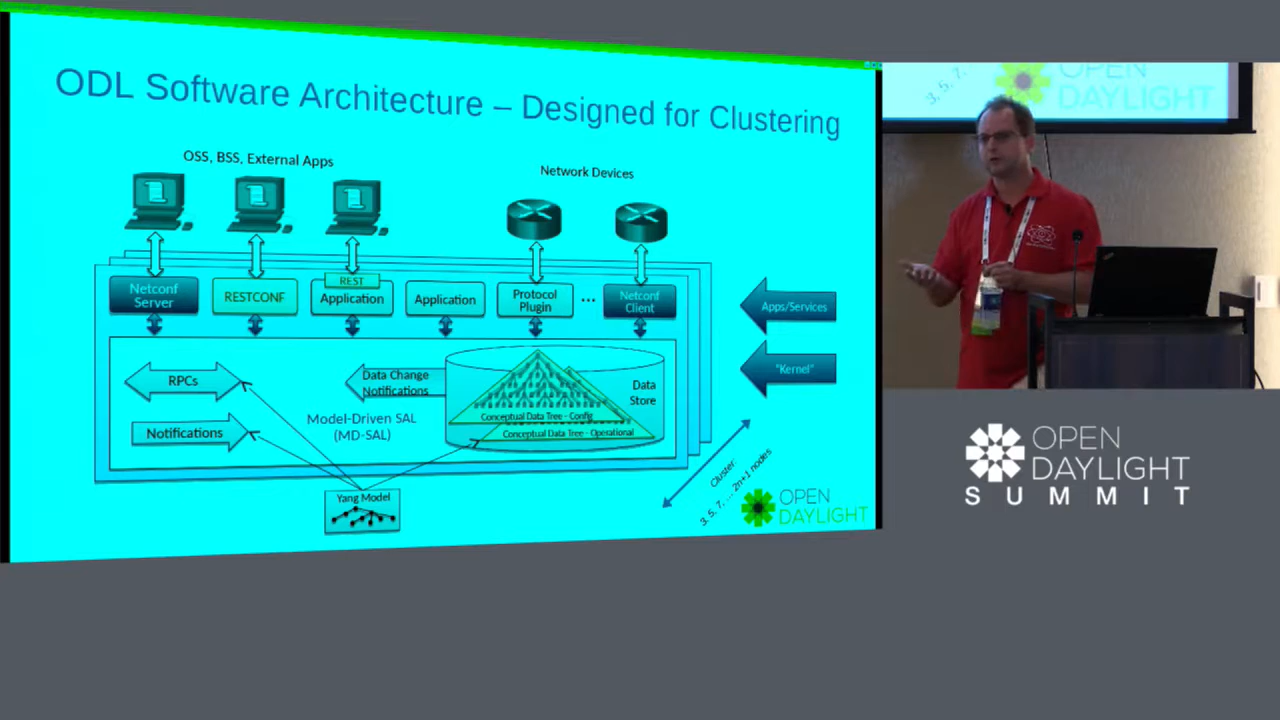 ODL Software Architecture – Designed for Clustering
OSS, BSS, External Apps
Network Devices
Netconf
Server
RESTCONF
REST
Application
Application
Protocol
Plugin
...
Netconf
Client
Apps/Services
"Kernel"
RPCs
Notifications
Data Change
Notifications
Model-Driven SAL
(MD-SAL)
Data
Store
Conceptual Data Tree - Config
Conceptual Data Tree - Operational
Yang Model
Cluster:
3, 5, 7, ... 2n+1 nodes
OPEN
DAYLIGHT
3, 5, 7,
OPEN
DAYLIGHT
OPEN
DAYLIGHT
SUMMIT